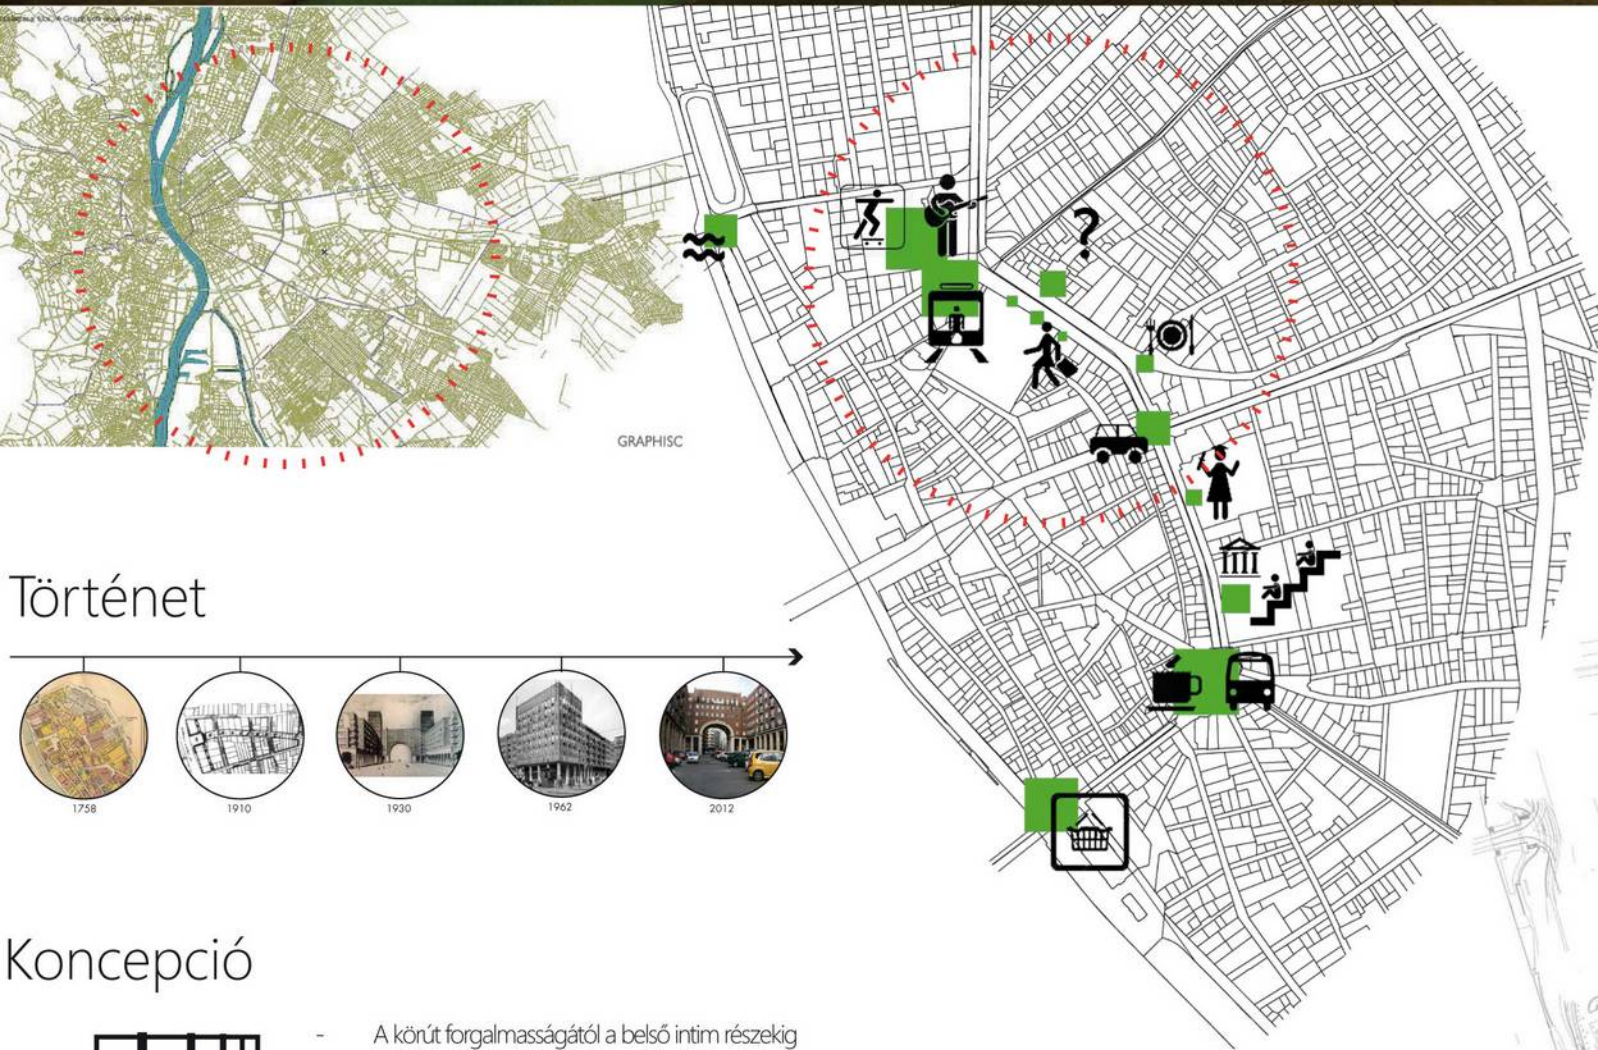 GRAPHISC
?
Történet
1758
1910
1930
1962
2012
Koncepció
- A körút forgalmasságától a belső intim részekig